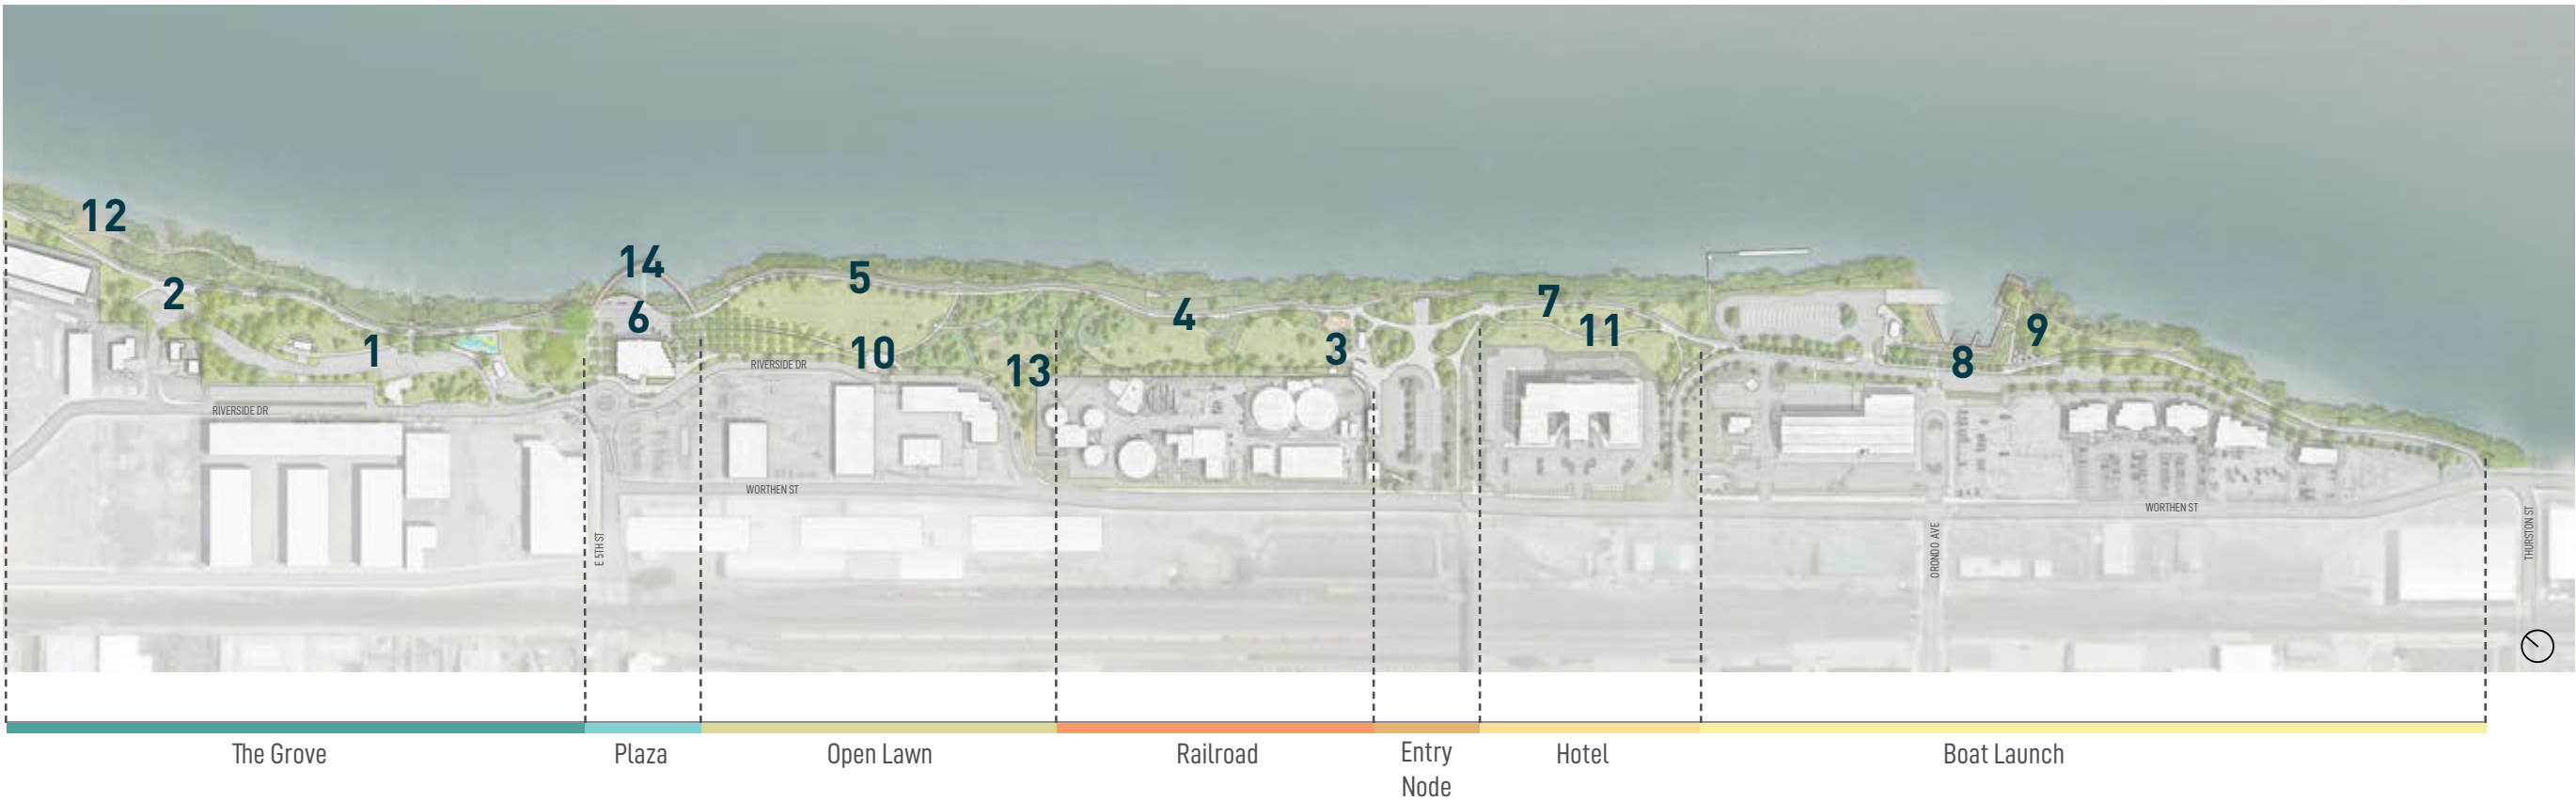 12
14
5
2
7
4
6
11
9
3
1
10
8
RIVERSIDE DR
13
RIVERSIDE DR
WORTHEN ST
WORTHEN ST
E 5TH ST
ORONDO AVE
THURSTON ST
The Grove
Plaza
Open Lawn
Railroad
Entry
Node
Hotel
Boat Launch